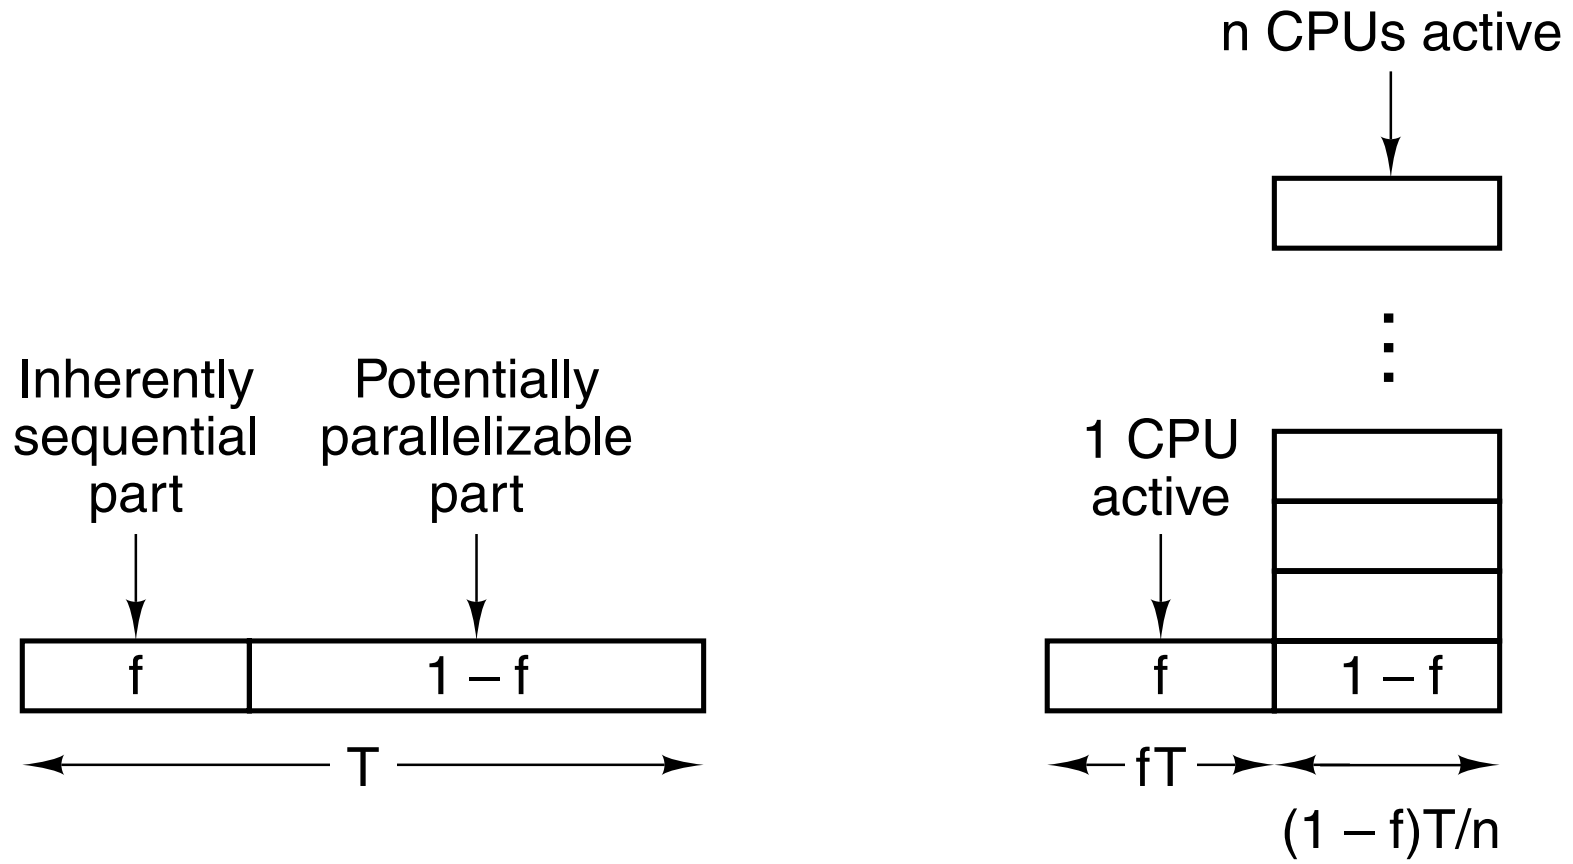 n CPUs active
Inherently
sequential
part
Potentially
parallelizable
part
1 CPU
active
f
1 – f
f
1 – f
T
fT
(1 – f)T/n